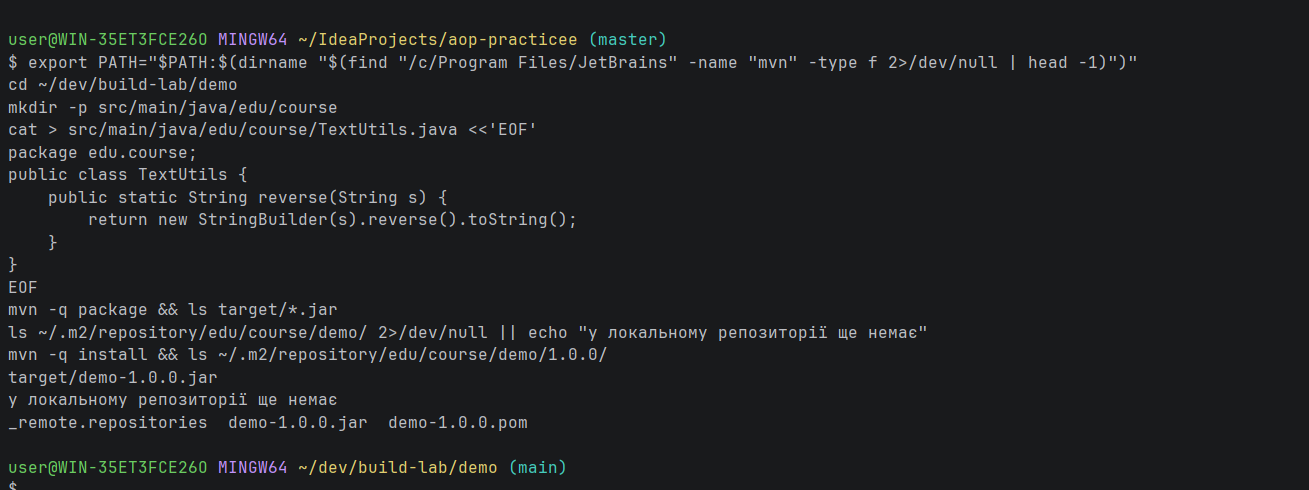 user@WIN-35ET3FCE26O MINGW64 ~/IdeaProjects/aop-practicee (master)
$ export PATH="$PATH:$(dirname "$(find "/c/Program Files/JetBrains" -name "mvn" -type f 2>/dev/null | head -1)")"
cd ~/dev/build-lab/demo
mkdir -p src/main/java/edu/course
cat > src/main/java/edu/course/TextUtils.java <<'EOF'
package edu.course;
public class TextUtils {
    public static String reverse(String s) {
        return new StringBuilder(s).reverse().toString();
    }
}
EOF
mvn -q package && ls target/*.jar
ls ~/.m2/repository/edu/course/demo/ 2>/dev/null || echo "у локальному репозиторії ще немає"
mvn -q install && ls ~/.m2/repository/edu/course/demo/1.0.0/
target/demo-1.0.0.jar
у локальному репозиторії ще немає
_remote.repositories  demo-1.0.0.jar  demo-1.0.0.pom
user@WIN-35ET3FCE26O MINGW64 ~/dev/build-lab/demo (main)
$